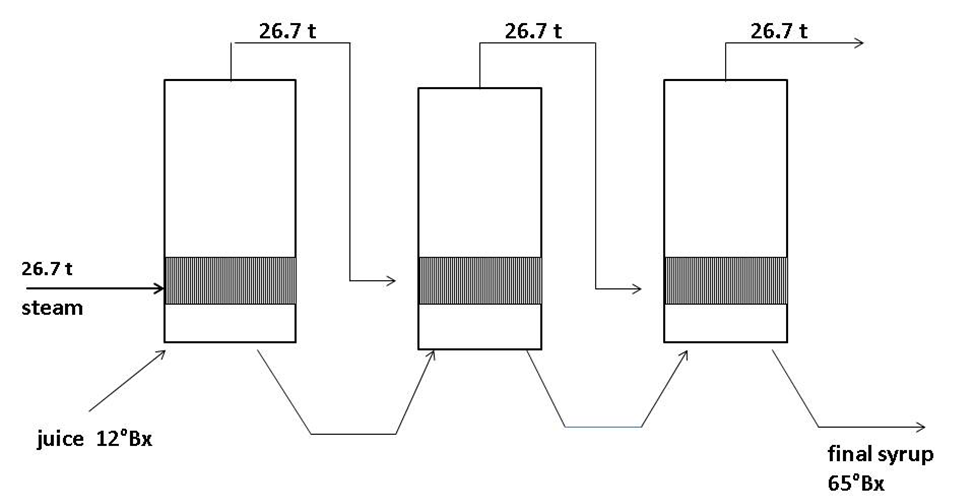 26.7 t
26.7 t
26.7 t
26.7 t
steam
juice 12°Bx
final syrup
65°Bx